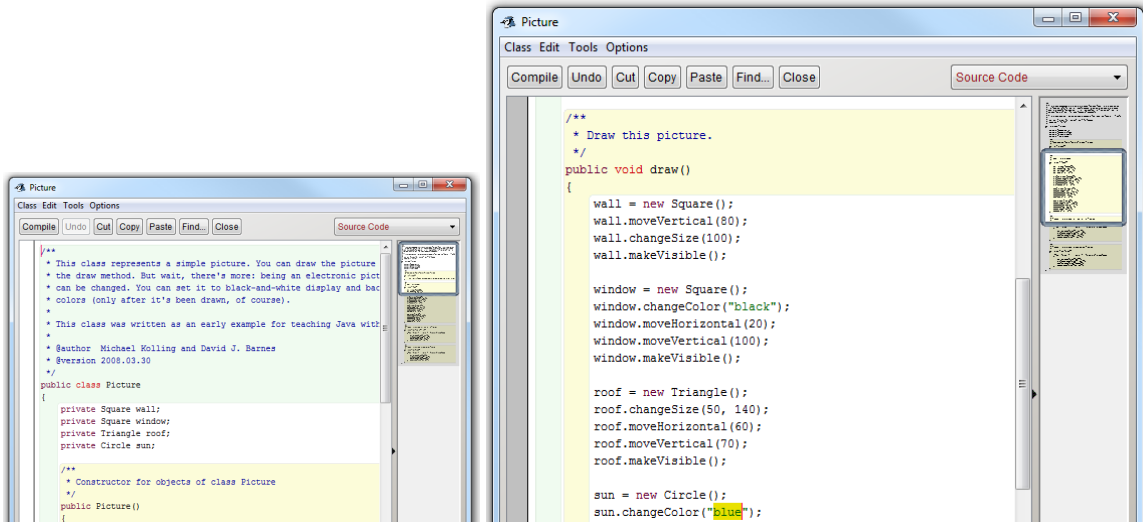 Picture
Class Edit Tools Options
Compile Undo Cut Copy Paste Find... Close Source Code
/**
* This class represents a simple picture. You can draw the picture
* the draw method. But wait, there's more: being an electronic pict
* can be changed. You can set it to black-and-white display and bac
* colors (only after it's been drawn, of course).
*
* This class was written as an early example for teaching Java with
*
* @author  Michael Kolling and David J. Barnes
* @version 2008.03.30
*/
public class Picture
{
private Square wall;
private Square window;
private Triangle roof;
private Circle sun;
/**
* Constructor for objects of class Picture
*/
public Picture()
{
Picture
Class Edit Tools Options
Compile Undo Cut Copy Paste Find... Close Source Code
/**
* Draw this picture.
*/
public void draw()
{
wall = new Square();
wall.moveVertical(80);
wall.changeSize(100);
wall.makeVisible();
window = new Square();
window.changeColor("black");
window.moveHorizontal(20);
window.moveVertical(100);
window.makeVisible();
roof = new Triangle();
roof.changeSize(50, 140);
roof.moveHorizontal(60);
roof.moveVertical(70);
roof.makeVisible();
sun = new Circle();
sun.changeColor("blue");